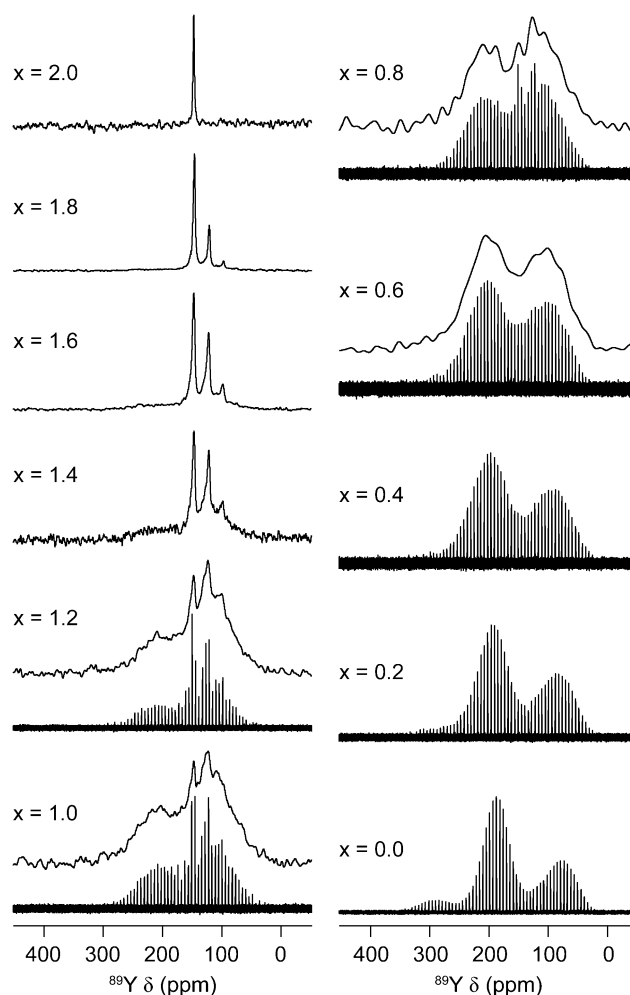 x = 2.0
x = 1.8
x = 1.6
x = 1.4
x = 1.2
x = 1.0
400 300 200 100 0
⁸⁹Y δ (ppm)
x = 0.8
x = 0.6
x = 0.4
x = 0.2
x = 0.0
400 300 200 100 0
⁸⁹Y δ (ppm)